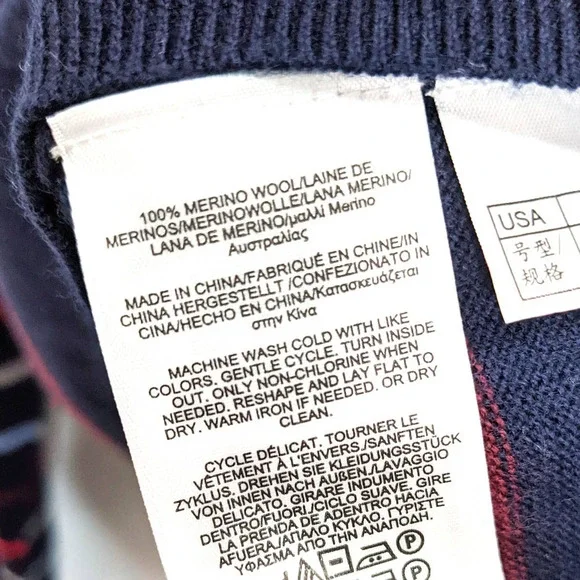 100% MERINO WOOL/LAINE DE
MERINOS/MERINOWOLLE/LANA MERINO/
LANA DE MERINO/μαλλί Merino
Αυστραλίας
MADE IN CHINA/FABRIQUÉ EN CHINE/IN
CHINA HERGESTELLT /CONFEZIONATO IN
CINA/HECHO EN CHINA/Κατασκευάζεται
στην Κίνα
MACHINE WASH COLD WITH LIKE
COLORS. GENTLE CYCLE. TURN INSIDE
OUT. ONLY NON-CHLORINE WHEN
NEEDED. RESHAPE AND LAY FLAT TO
DRY. WARM IRON IF NEEDED. OR DRY
CLEAN.
CYCLE DÉLICAT. TOURNER LE
VÊTEMENT À L'ENVERS/SANFTEN
ZYKLUS. DREHEN SIE KLEIDUNGSSTÜCK
VON INNEN NACH AUßEN/LAVAGGIO
DELICATO. GIRARE INDUMENTO
DENTRO/FUORI/CICLO SUAVE. GIRE
LA PRENDA DE ADENTRO HACIA
AFUERA/ΑΠΑΛΟ ΚΥΚΛΟ. ΓΥΡΙΣΤΕ ΤΟ
ΥΦΑΣΜΑ ΑΠΟ ΤΗΝ ΑΝΑΠΟΔΗ.
P
P
USA
号型/
规格